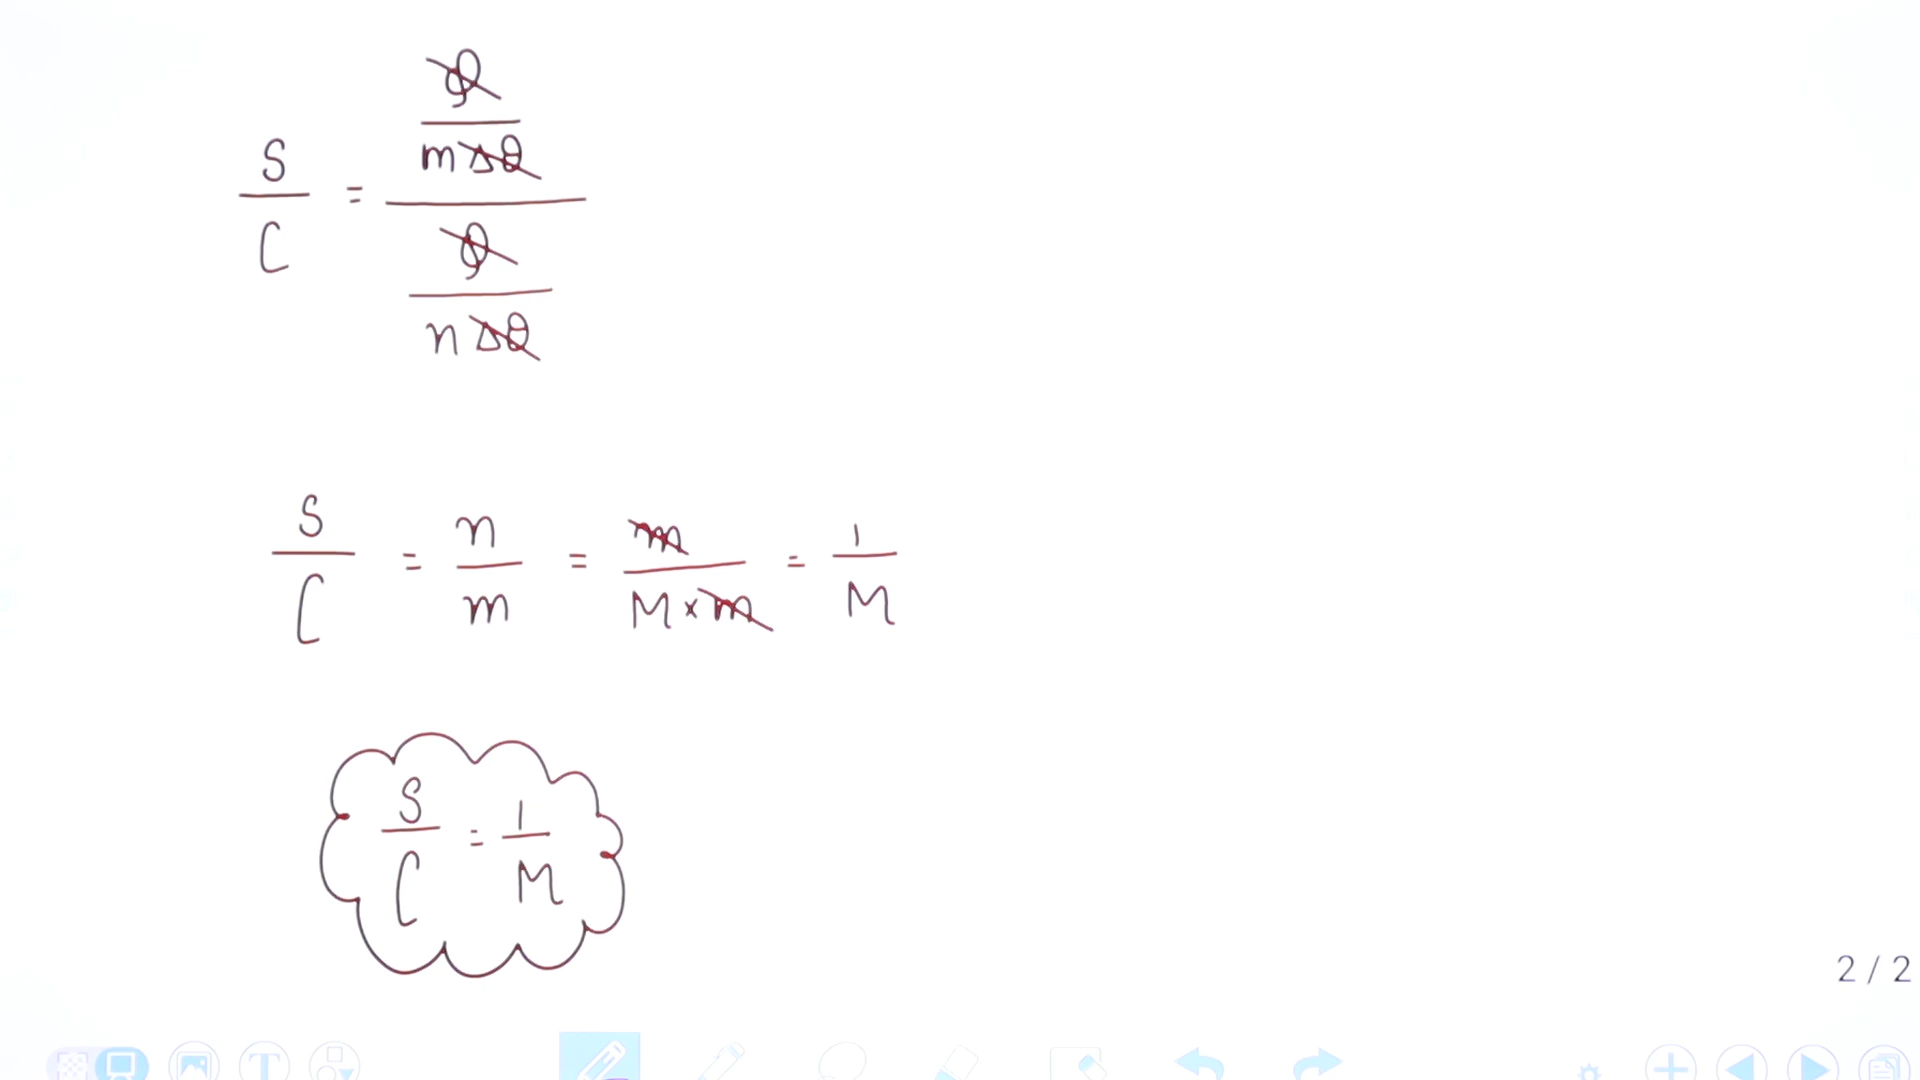 S/C = (Q/mΔθ)/(Q/nΔθ)
S/C = n/m = m/M×m = 1/M
S/C = 1/M
2 / 2
T